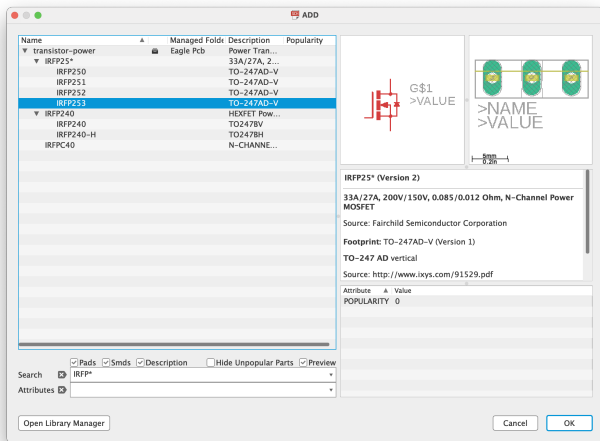 ADD
Name ▲ Managed Folde Description Popularity
▼ transistor-power Eagle Pcb Power Tran...
▼ IRFP25* 33A/27A, 2...
IRFP250 TO-247AD-V
IRFP251 TO-247AD-V
IRFP252 TO-247AD-V
IRFP253 TO-247AD-V
▼ IRFP240 HEXFET Pow...
IRFP240 TO247BV
IRFP240-H TO247BH
IRFPC40 N-CHANNE...
G$1
>VALUE
>NAME
>VALUE
5mm
0.2in
IRFP25* (Version 2)
33A/27A, 200V/150V, 0.085/0.012 Ohm, N-Channel Power
MOSFET
Source: Fairchild Semiconductor Corporation
Footprint: TO-247AD-V (Version 1)
TO-247 AD vertical
Source: http://www.ixys.com/91529.pdf
Attribute ▲ Value
POPULARITY 0
Pads Smds Description Hide Unpopular Parts Preview
Search IRFP*
Attributes
Open Library Manager Cancel OK